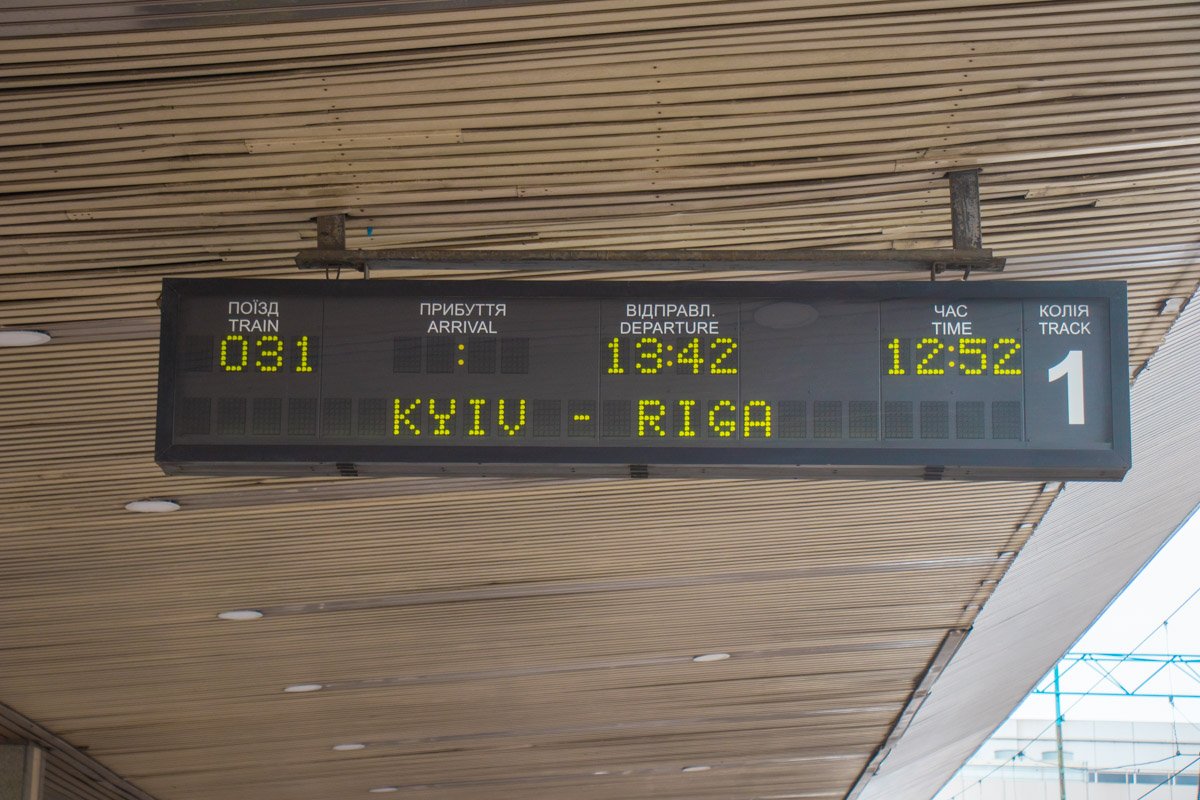 ПОЇЗД ПРИБУТТЯ ВІДПРАВЛ. ЧАС КОЛІЯ
TRAIN ARRIVAL DEPARTURE TIME TRACK
031 : 13:42 12:52 1
KYIV - RIGA